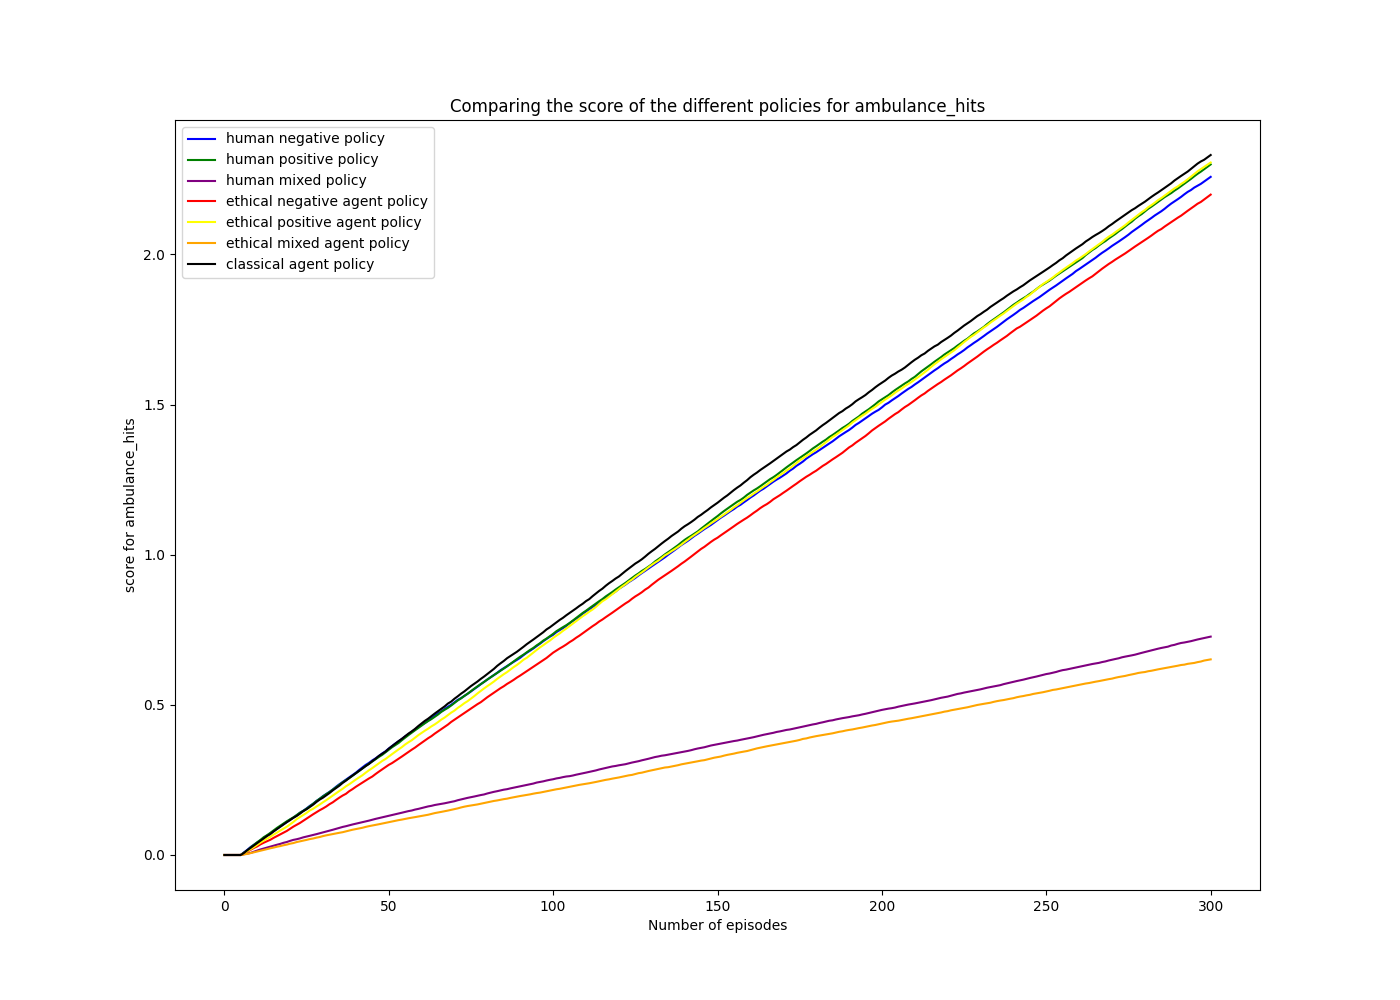 Comparing the score of the different policies for ambulance_hits
human negative policy
human positive policy
human mixed policy
ethical negative agent policy
ethical positive agent policy
ethical mixed agent policy
classical agent policy
score for ambulance_hits
2.0
1.5
1.0
0.5
0.0
0 50 100 150 200 250 300
Number of episodes